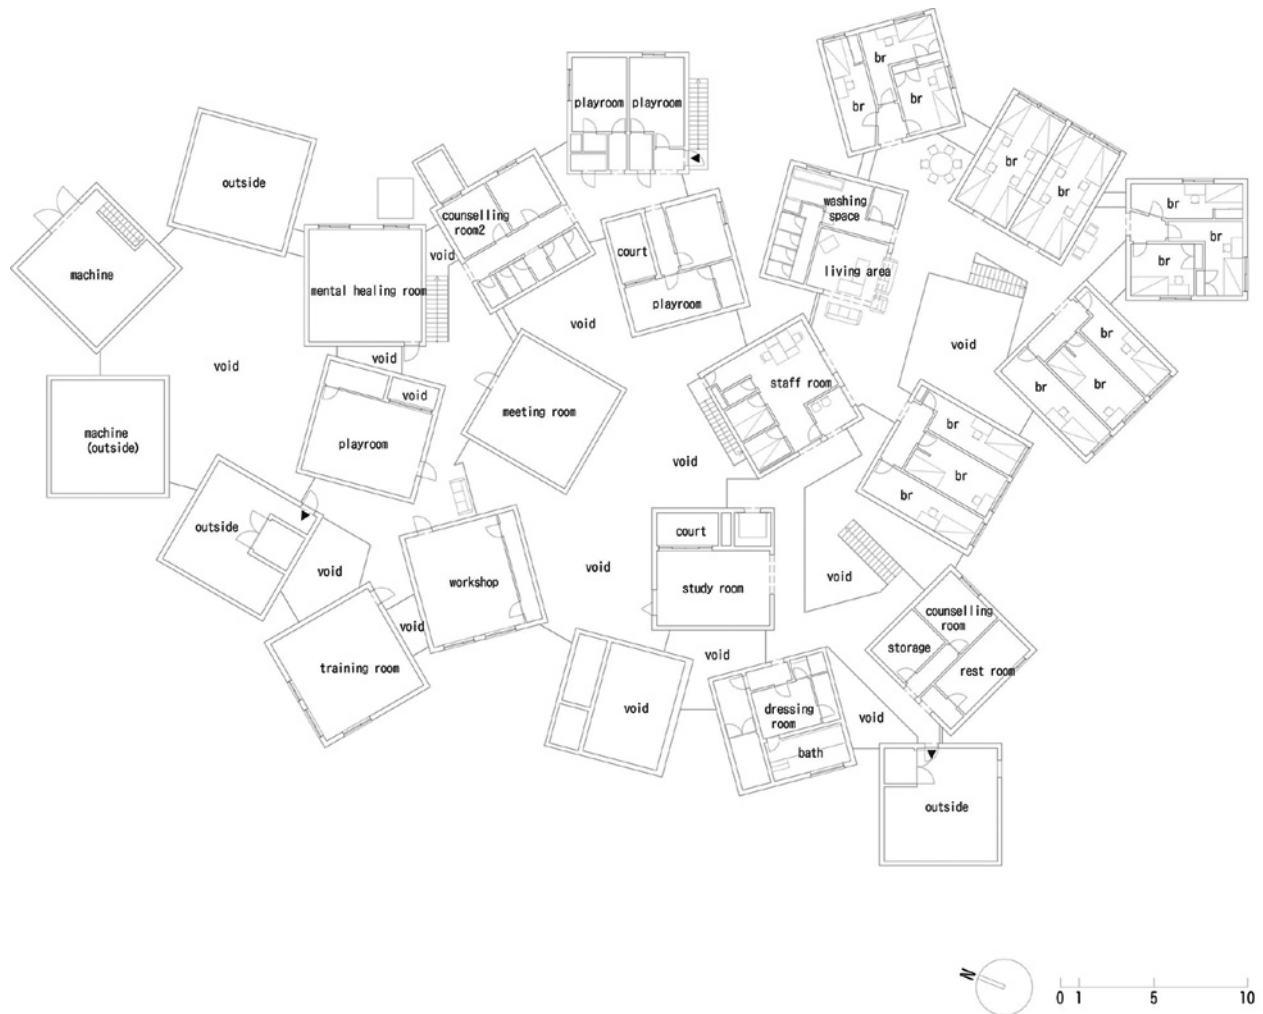 br
br
br
playroom
playroom
br
br
outside
washing
space
br
br
br
counselling
room2
machine
mental healing room
void
court
living area
playroom
void
void
br
br
br
void
void
void
staff room
meeting room
br
br
br
machine
(outside)
playroom
void
outside
court
void
workshop
void
study room
void
void
counselling
room
storage
rest room
training room
void
void
dressing
room
void
bath
outside
N
0 1 5 10